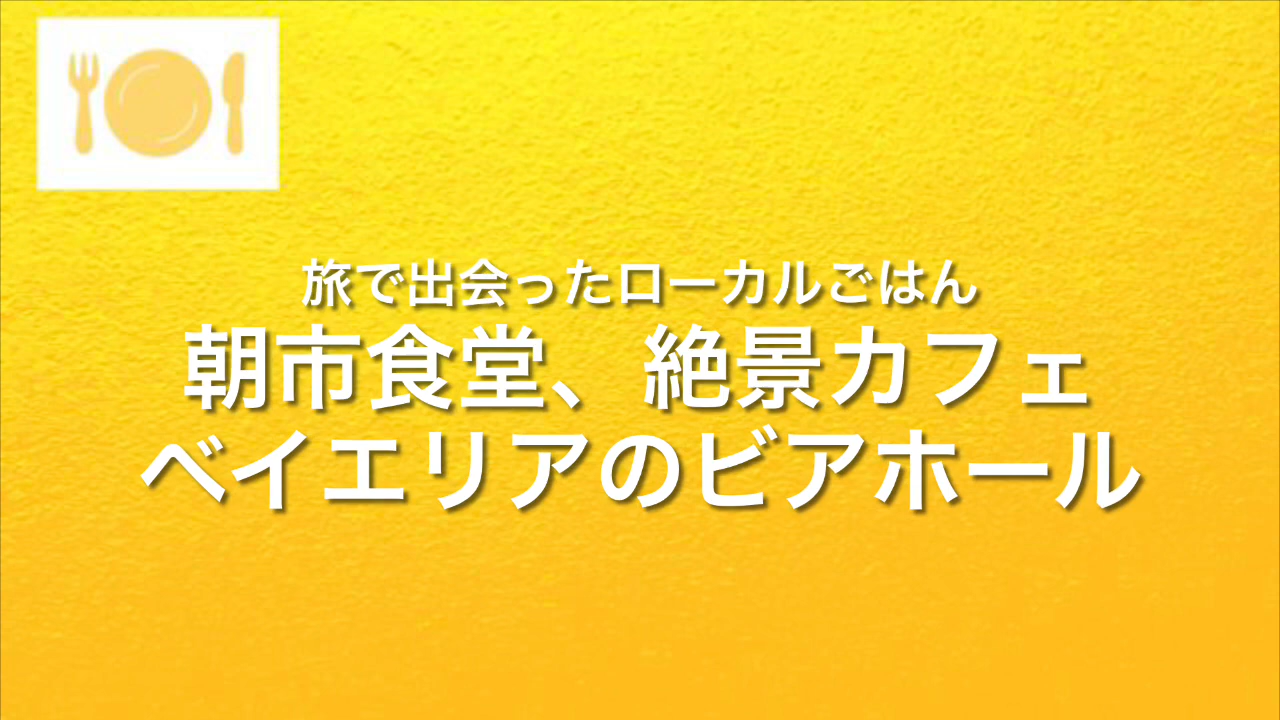 旅で出会ったローカルごはん
朝市食堂、絶景カフェ
ベイエリアのビアホール